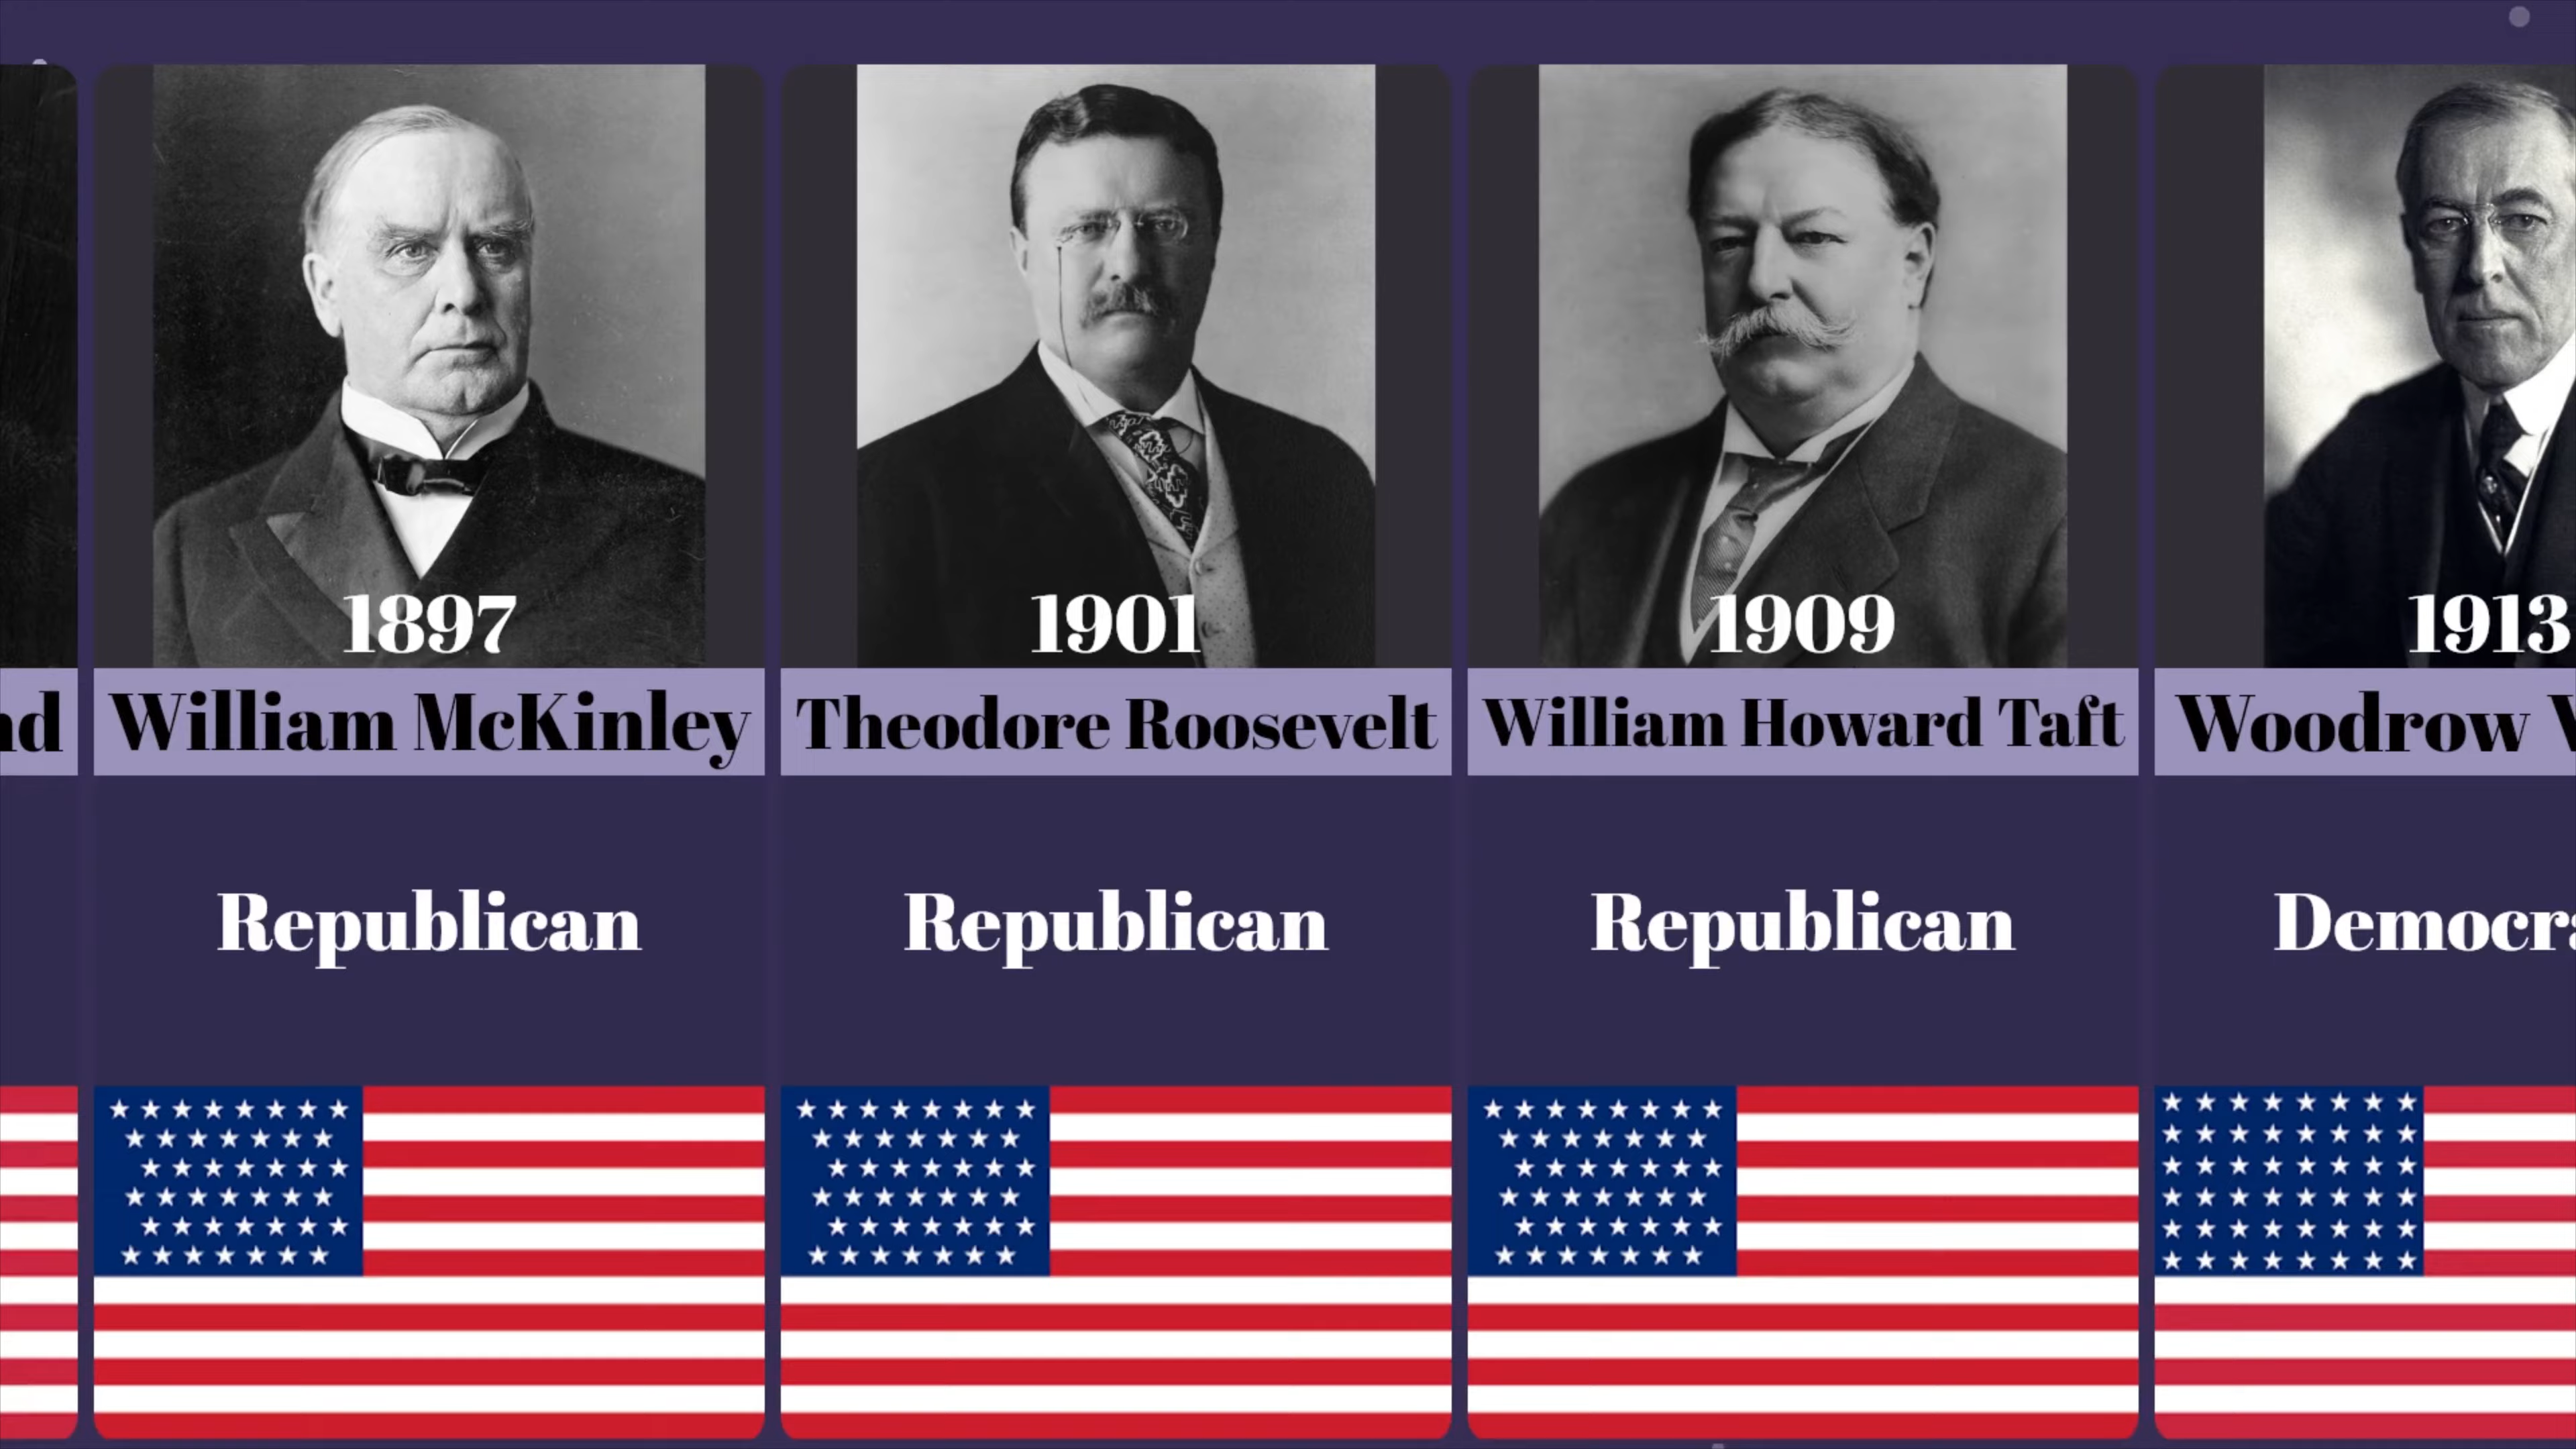 1897
William McKinley
Republican
1901
Theodore Roosevelt
Republican
1909
William Howard Taft
Republican
1913
Woodrow